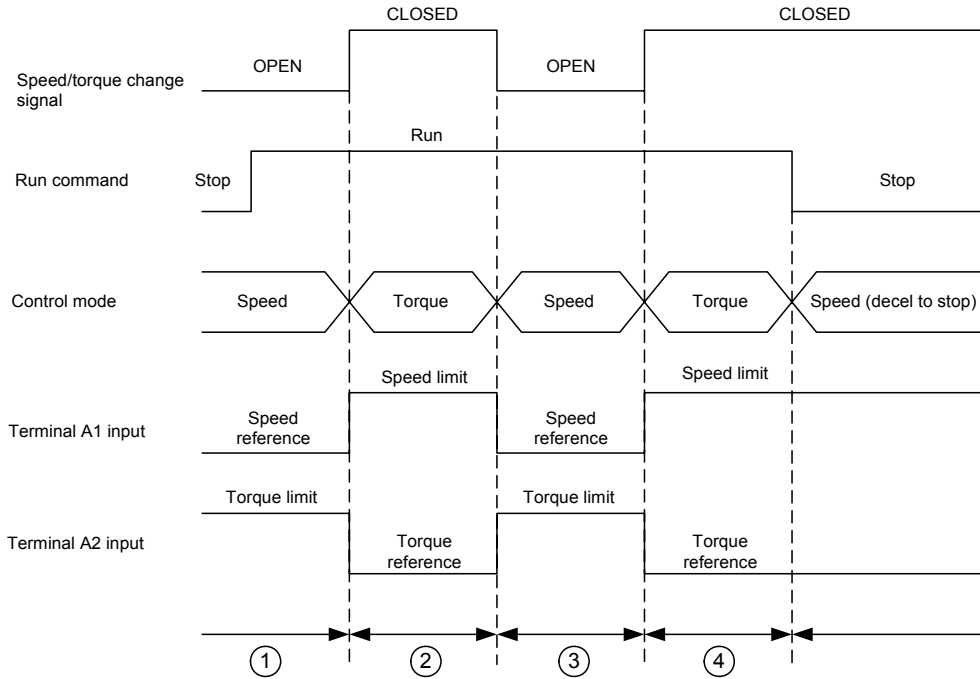 CLOSED
CLOSED
OPEN
OPEN
Speed/torque change
signal
Run
Run command
Stop
Stop
Control mode
Speed
Torque
Speed
Torque
Speed (decel to stop)
Speed limit
Speed limit
Terminal A1 input
Speed
reference
Speed
reference
Torque limit
Torque limit
Terminal A2 input
Torque
reference
Torque
reference
1
2
3
4